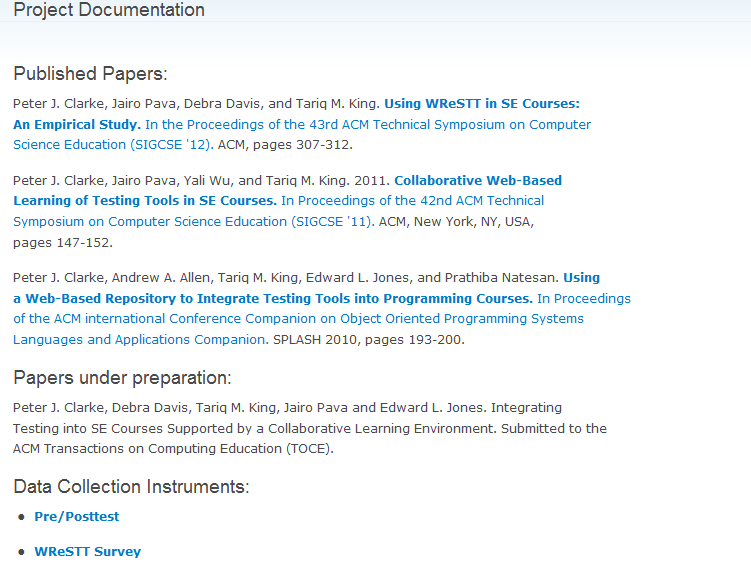 Project Documentation
Published Papers:
Peter J. Clarke, Jairo Pava, Debra Davis, and Tariq M. King. Using WReSTT in SE Courses:
An Empirical Study. In the Proceedings of the 43rd ACM Technical Symposium on Computer
Science Education (SIGCSE '12). ACM, pages 307-312.
Peter J. Clarke, Jairo Pava, Yali Wu, and Tariq M. King. 2011. Collaborative Web-Based
Learning of Testing Tools in SE Courses. In Proceedings of the 42nd ACM Technical
Symposium on Computer Science Education (SIGCSE '11). ACM, New York, NY, USA,
pages 147-152.
Peter J. Clarke, Andrew A. Allen, Tariq M. King, Edward L. Jones, and Prathiba Natesan. Using
a Web-Based Repository to Integrate Testing Tools into Programming Courses. In Proceedings
of the ACM international Conference Companion on Object Oriented Programming Systems
Languages and Applications Companion. SPLASH 2010, pages 193-200.
Papers under preparation:
Peter J. Clarke, Debra Davis, Tariq M. King, Jairo Pava and Edward L. Jones. Integrating
Testing into SE Courses Supported by a Collaborative Learning Environment. Submitted to the
ACM Transactions on Computing Education (TOCE).
Data Collection Instruments:
• Pre/Posttest
• WReSTT Survey